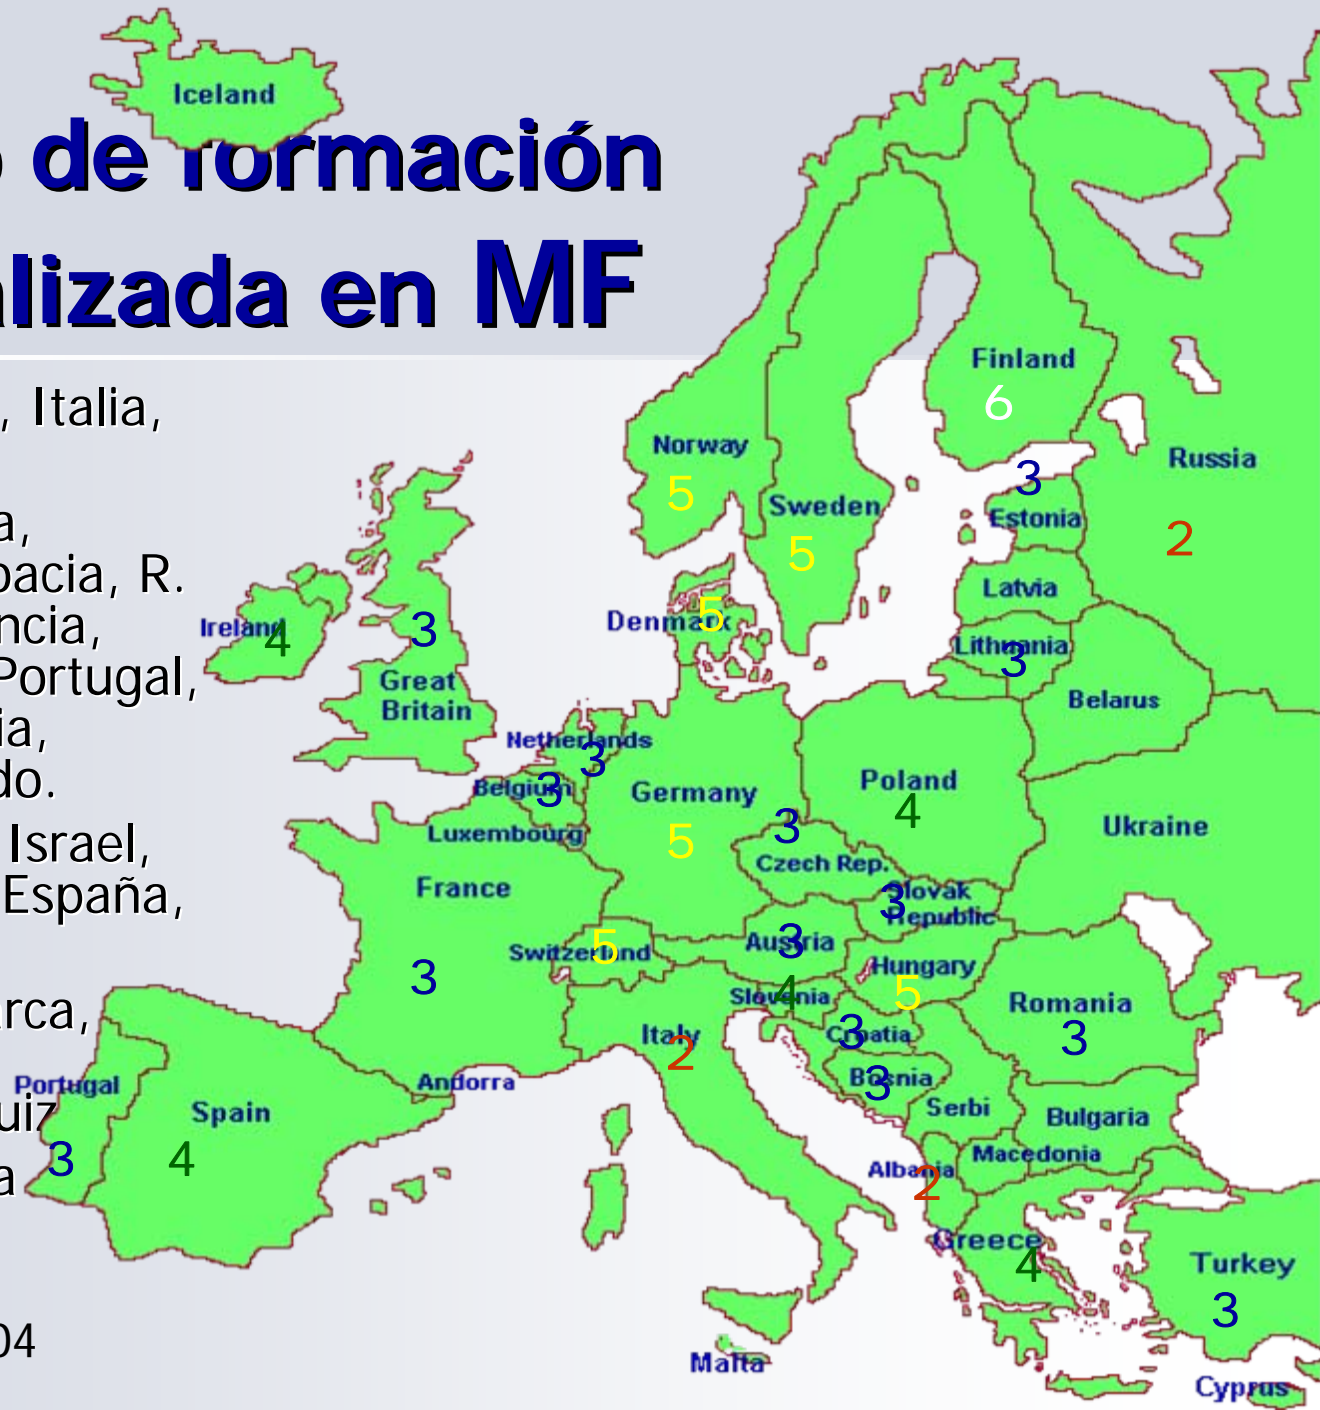 Iceland
de formación
lizada en MF
, Italia,
a,
bacia, R.
ncia,
Portugal,
ia,
do.
Israel,
España,
rca,
uiz
a
04
Finland
6
Norway
5
Sweden
5
3
Estonia
Russia
2
Latvia
Lithuania
3
Belarus
Denmark
5
Ireland
4
3
Great
Britain
Netherlands
3
Belgium
3
Luxembourg
Germany
5
Poland
4
Ukraine
3
Czech Rep.
Slovak
Republic
3
France
3
Switzerland
5
Austria
3
Hungary
5
Slovenia
4
Italy
2
Croatia
3
Bosnia
3
Romania
3
Serbi
Bulgaria
Macedonia
Albania
2
Greece
4
Turkey
3
Andorra
Portugal
3
Spain
4
Malta
Cyprus